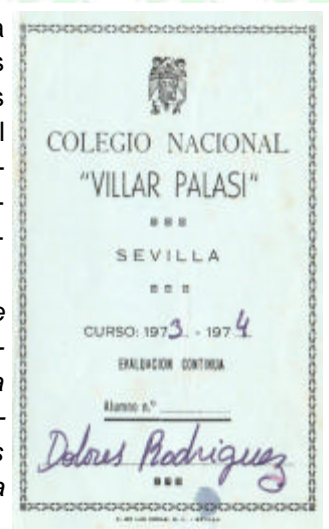 COLEGIO NACIONAL
"VILLAR PALASI"
SEVILLA
CURSO: 1973 - 1974
EVALUACION CONTINUA
Alumno n.º
Dolores Rodriguez